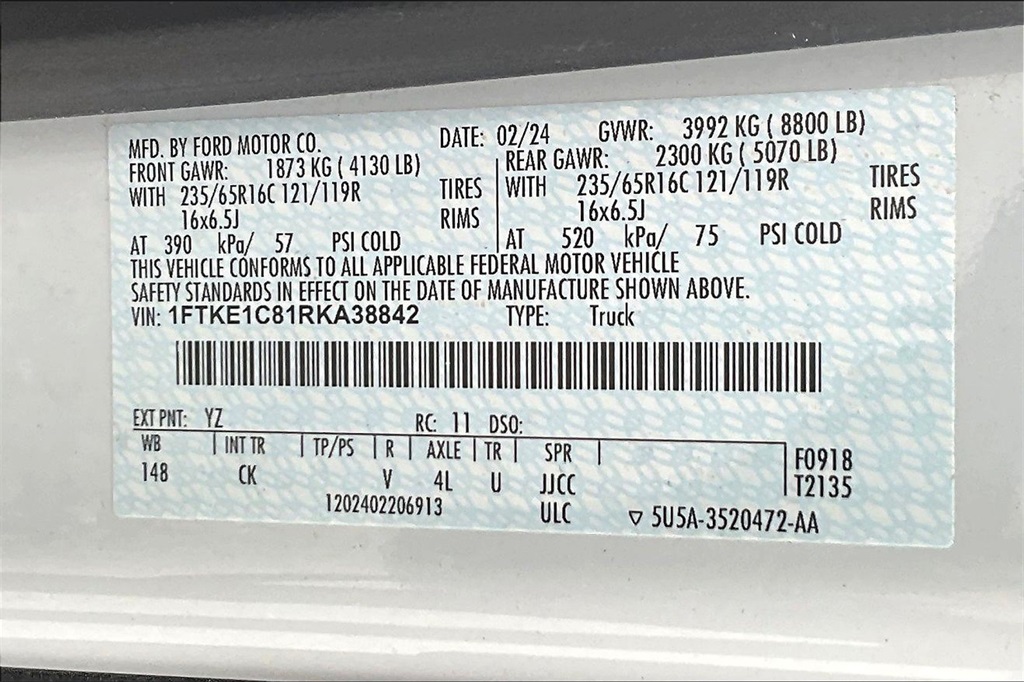 MFD. BY FORD MOTOR CO. DATE: 02/24 GVWR: 3992 KG ( 8800 LB)
FRONT GAWR: 1873 KG ( 4130 LB) REAR GAWR: 2300 KG ( 5070 LB)
WITH 235/65R16C 121/119R TIRES WITH 235/65R16C 121/119R TIRES
16x6.5J RIMS 16x6.5J RIMS
AT 390 kPa/ 57 PSI COLD AT 520 kPa/ 75 PSI COLD
THIS VEHICLE CONFORMS TO ALL APPLICABLE FEDERAL MOTOR VEHICLE
SAFETY STANDARDS IN EFFECT ON THE DATE OF MANUFACTURE SHOWN ABOVE.
VIN: 1FTKE1C81RKA38842 TYPE: Truck
EXT PNT: YZ RC: 11 DSO:
WB INT TR TP/PS R AXLE TR SPR F0918
148 CK V 4L U JJCC T2135
1202402206913 ULC ▽ 5U5A-3520472-AA